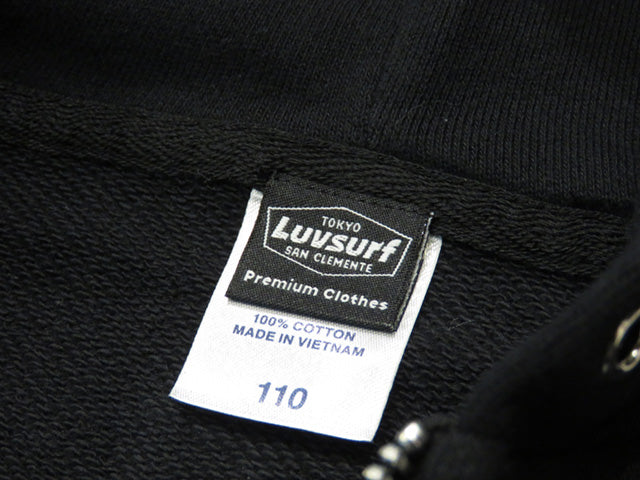 TOKYO
Luvsurf
SAN CLEMENTE
Premium Clothes
100% COTTON
MADE IN VIETNAM
110